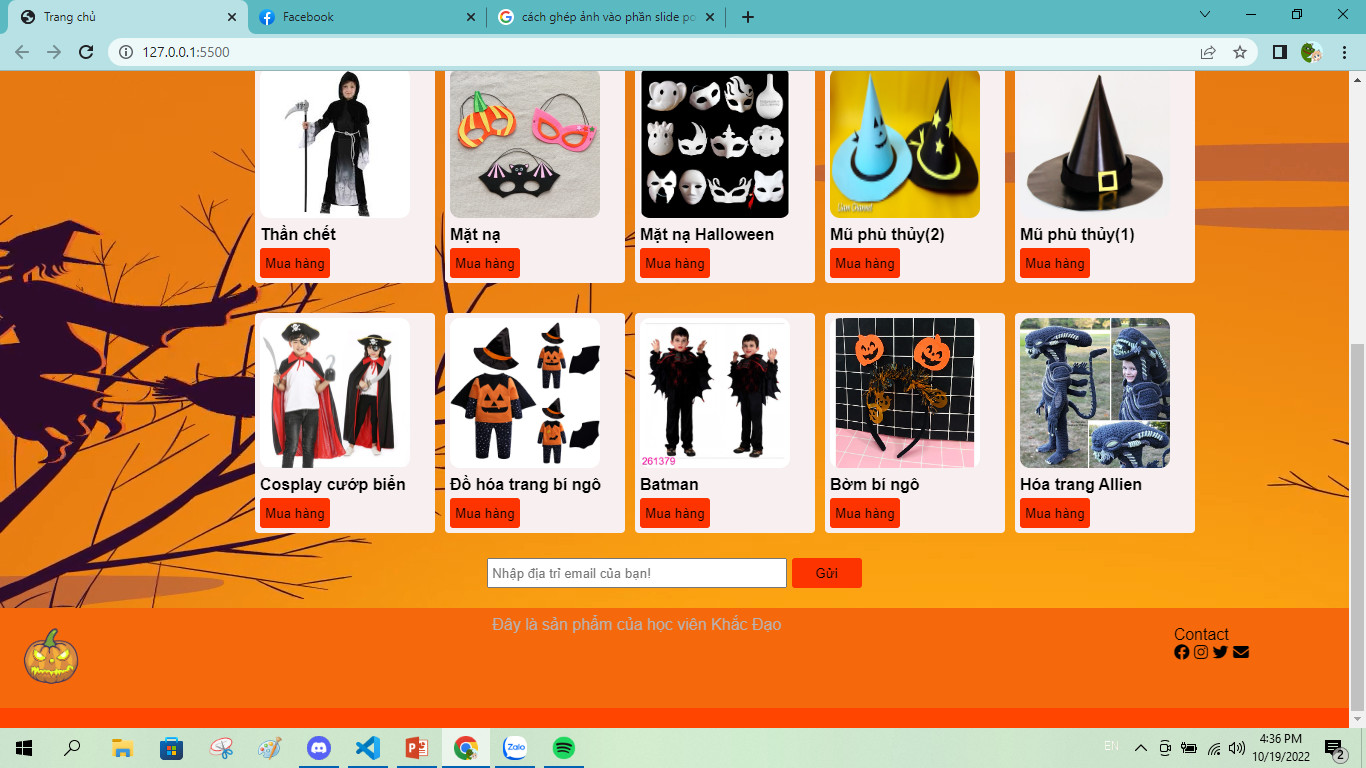 Trang chủ
Facebook
cách ghép ảnh vào phần slide po
127.0.0.1:5500
Thần chết
Mặt nạ
Mặt nạ Halloween
Mũ phù thủy(2)
Mũ phù thủy(1)
Mua hàng
Mua hàng
Mua hàng
Mua hàng
Mua hàng
261379
Cosplay cướp biển
Đồ hóa trang bí ngô
Batman
Bờm bí ngô
Hóa trang Allien
Mua hàng
Mua hàng
Mua hàng
Mua hàng
Mua hàng
Nhập địa trỉ email của bạn!
Gửi
Đây là sản phẩm của học viên Khắc Đạo
Contact
Zalo
EN
4:36 PM
10/19/2022
2